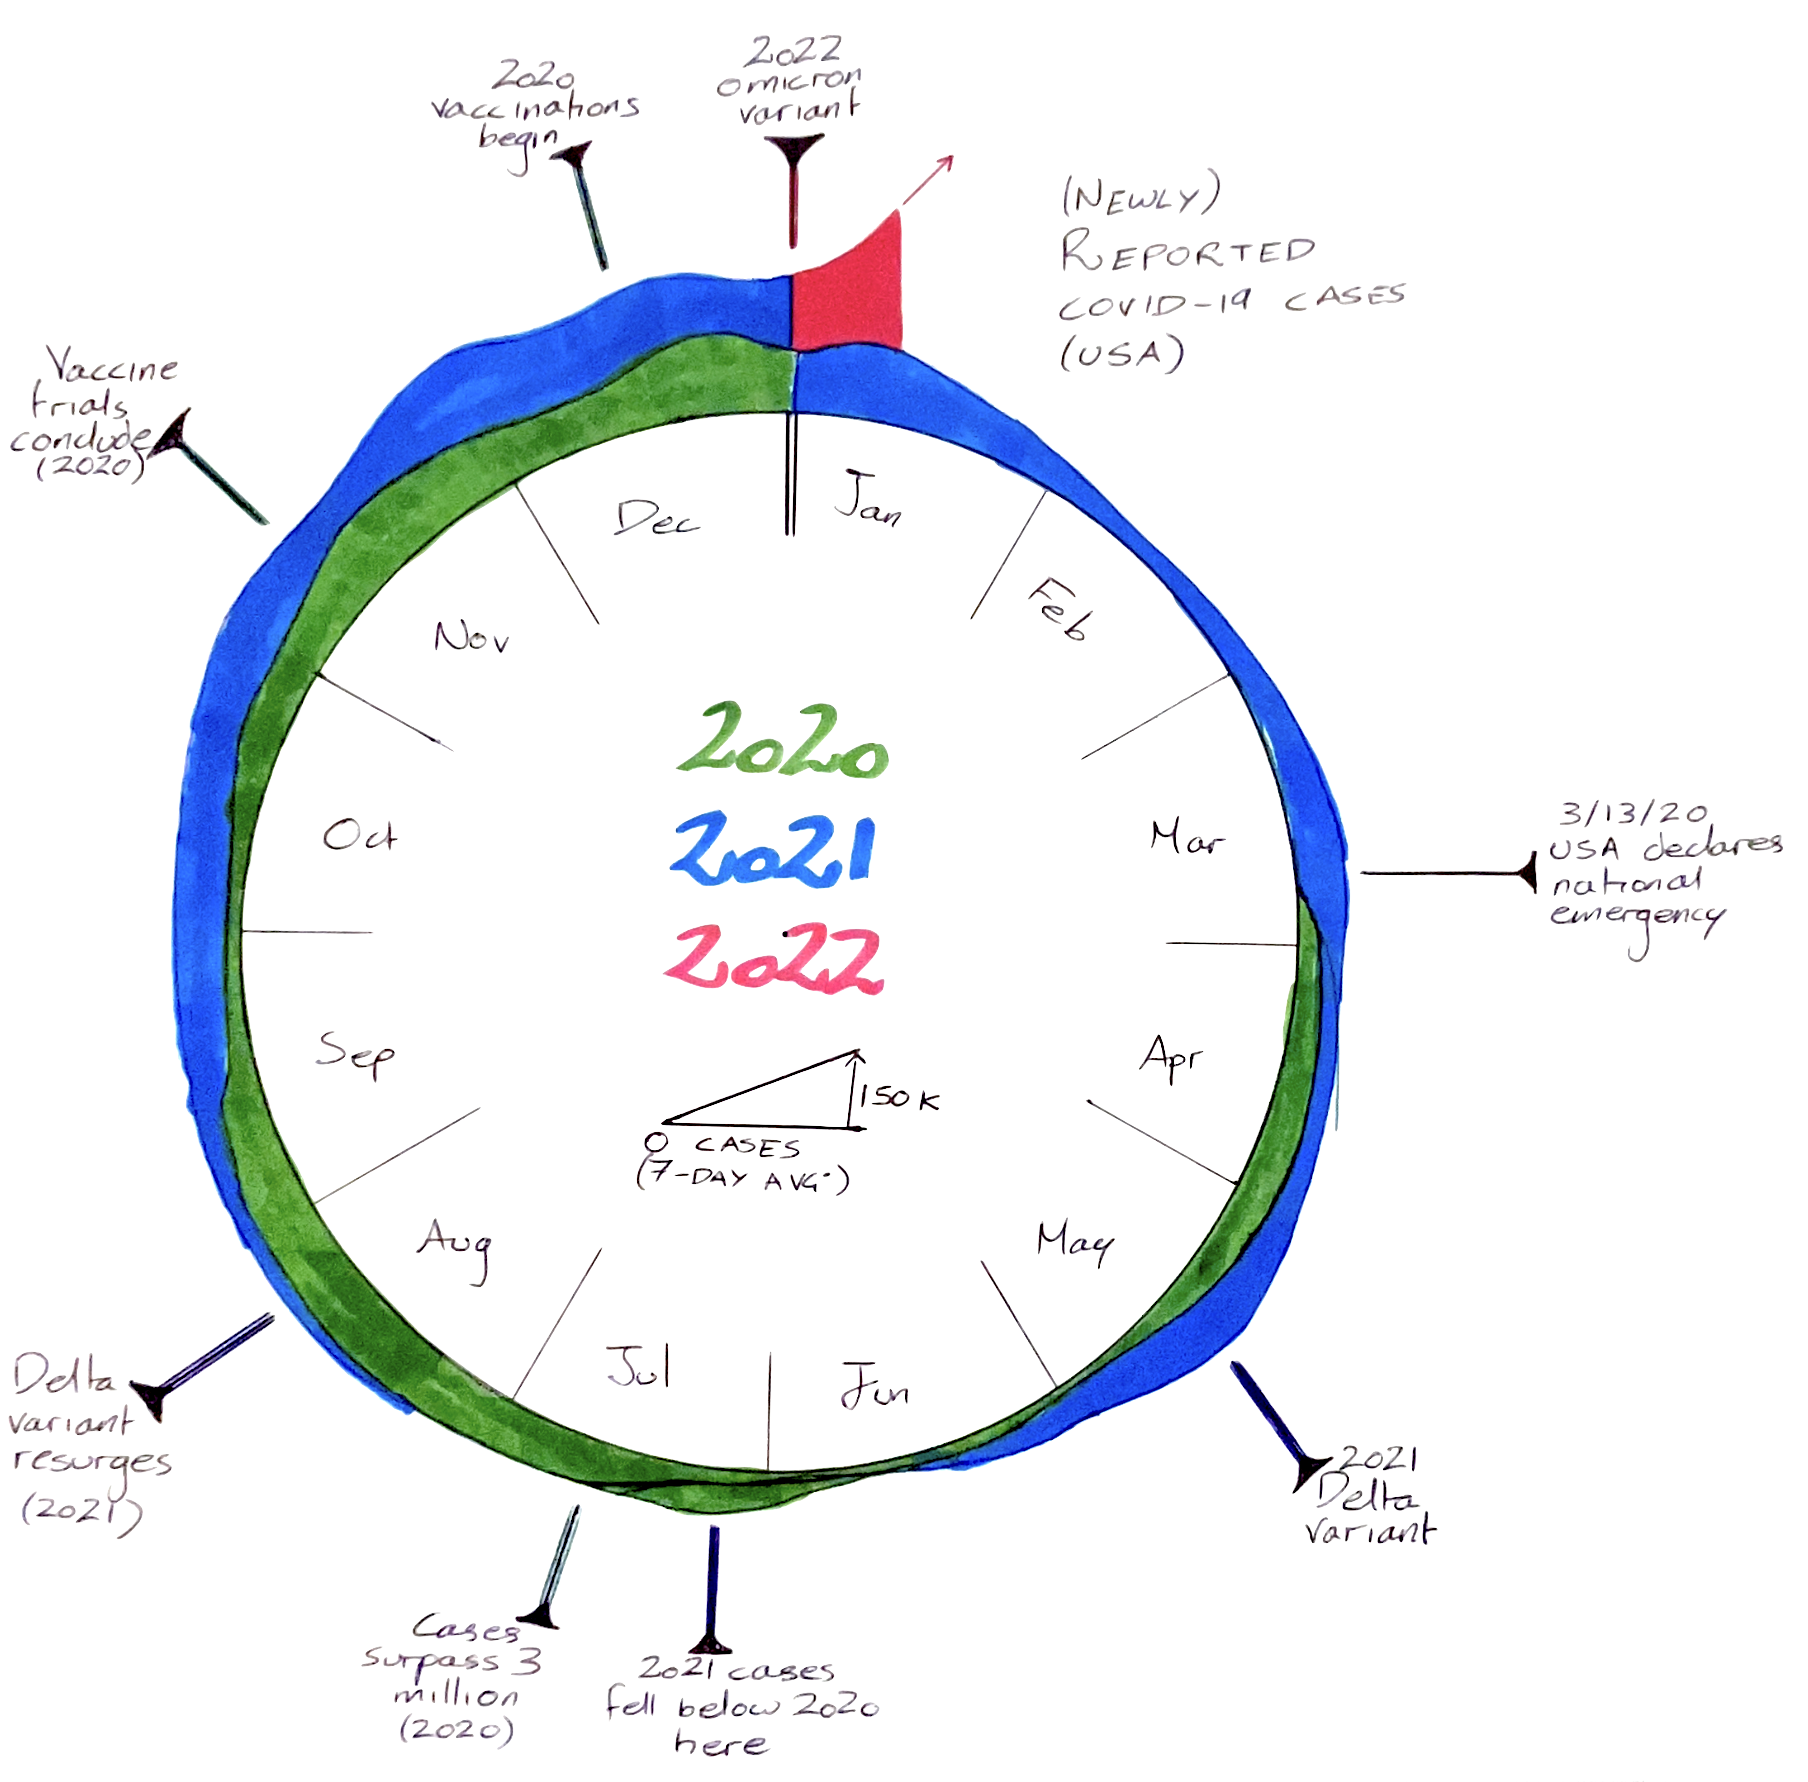 2022
omicron
variant
2020
vaccinations
begin
(NEWLY)
REPORTED
COVID-19 CASES
(USA)
Vaccine
trials
conclude
(2020)
Dec
Jan
Feb
Nov
2020
Oct
Mar
3/13/20
USA declares
national
emergency
2021
2022
Sep
Apr
150K
0 CASES
(7-DAY AVG.)
Aug
May
Jul
Jun
Delta
variant
resurges
(2021)
2021
Delta
variant
Cases
surpass 3
million
(2020)
2021 cases
fell below 2020
here